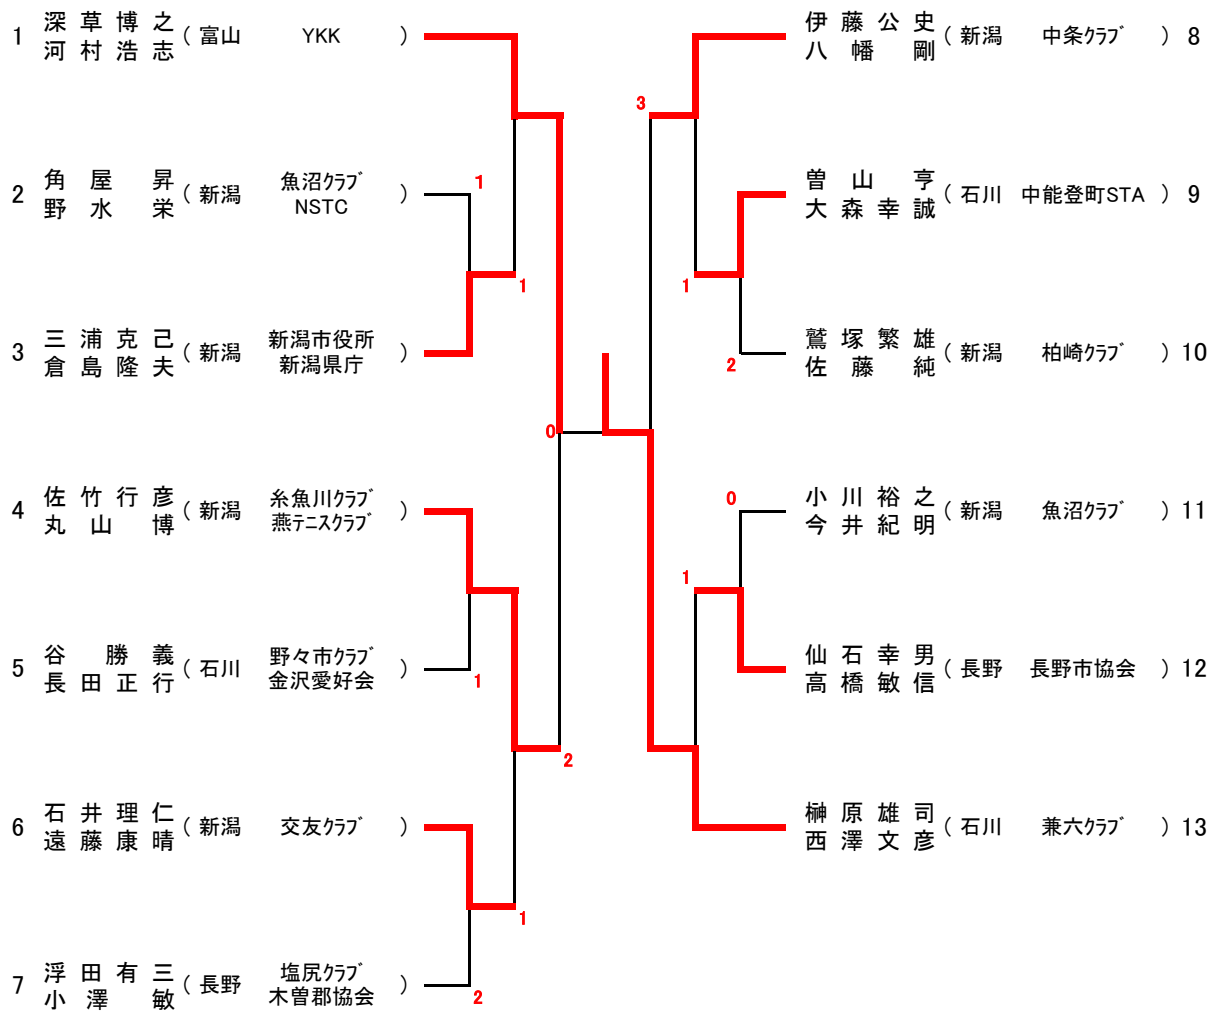 1 深草博之 河村浩志 (富山 YKK )
2 角屋昇 野水栄 (新潟 魚沼ｸﾗﾌﾞ NSTC ) 1
3 三浦克己 倉島隆夫 (新潟 新潟市役所 新潟県庁 ) 1
0
4 佐竹行彦 丸山博 (新潟 糸魚川ｸﾗﾌﾞ 燕ﾃﾆｽｸﾗﾌﾞ )
5 谷勝義 長田正行 (石川 野々市ｸﾗﾌﾞ 金沢愛好会 ) 1
2
6 石井理仁 遠藤康晴 (新潟 交友ｸﾗﾌﾞ )
1
7 浮田有三 小澤敏 (長野 塩尻ｸﾗﾌﾞ 木曽郡協会 ) 2
伊藤公史 八幡剛 (新潟 中条ｸﾗﾌﾞ ) 8
3
曽山亨 大森幸誠 (石川 中能登町STA ) 9
1
2 鷲塚繁雄 佐藤純 (新潟 柏崎ｸﾗﾌﾞ ) 10
0 小川裕之 今井紀明 (新潟 魚沼ｸﾗﾌﾞ ) 11
1
仙石幸男 高橋敏信 (長野 長野市協会 ) 12
榊原雄司 西澤文彦 (石川 兼六ｸﾗﾌﾞ ) 13